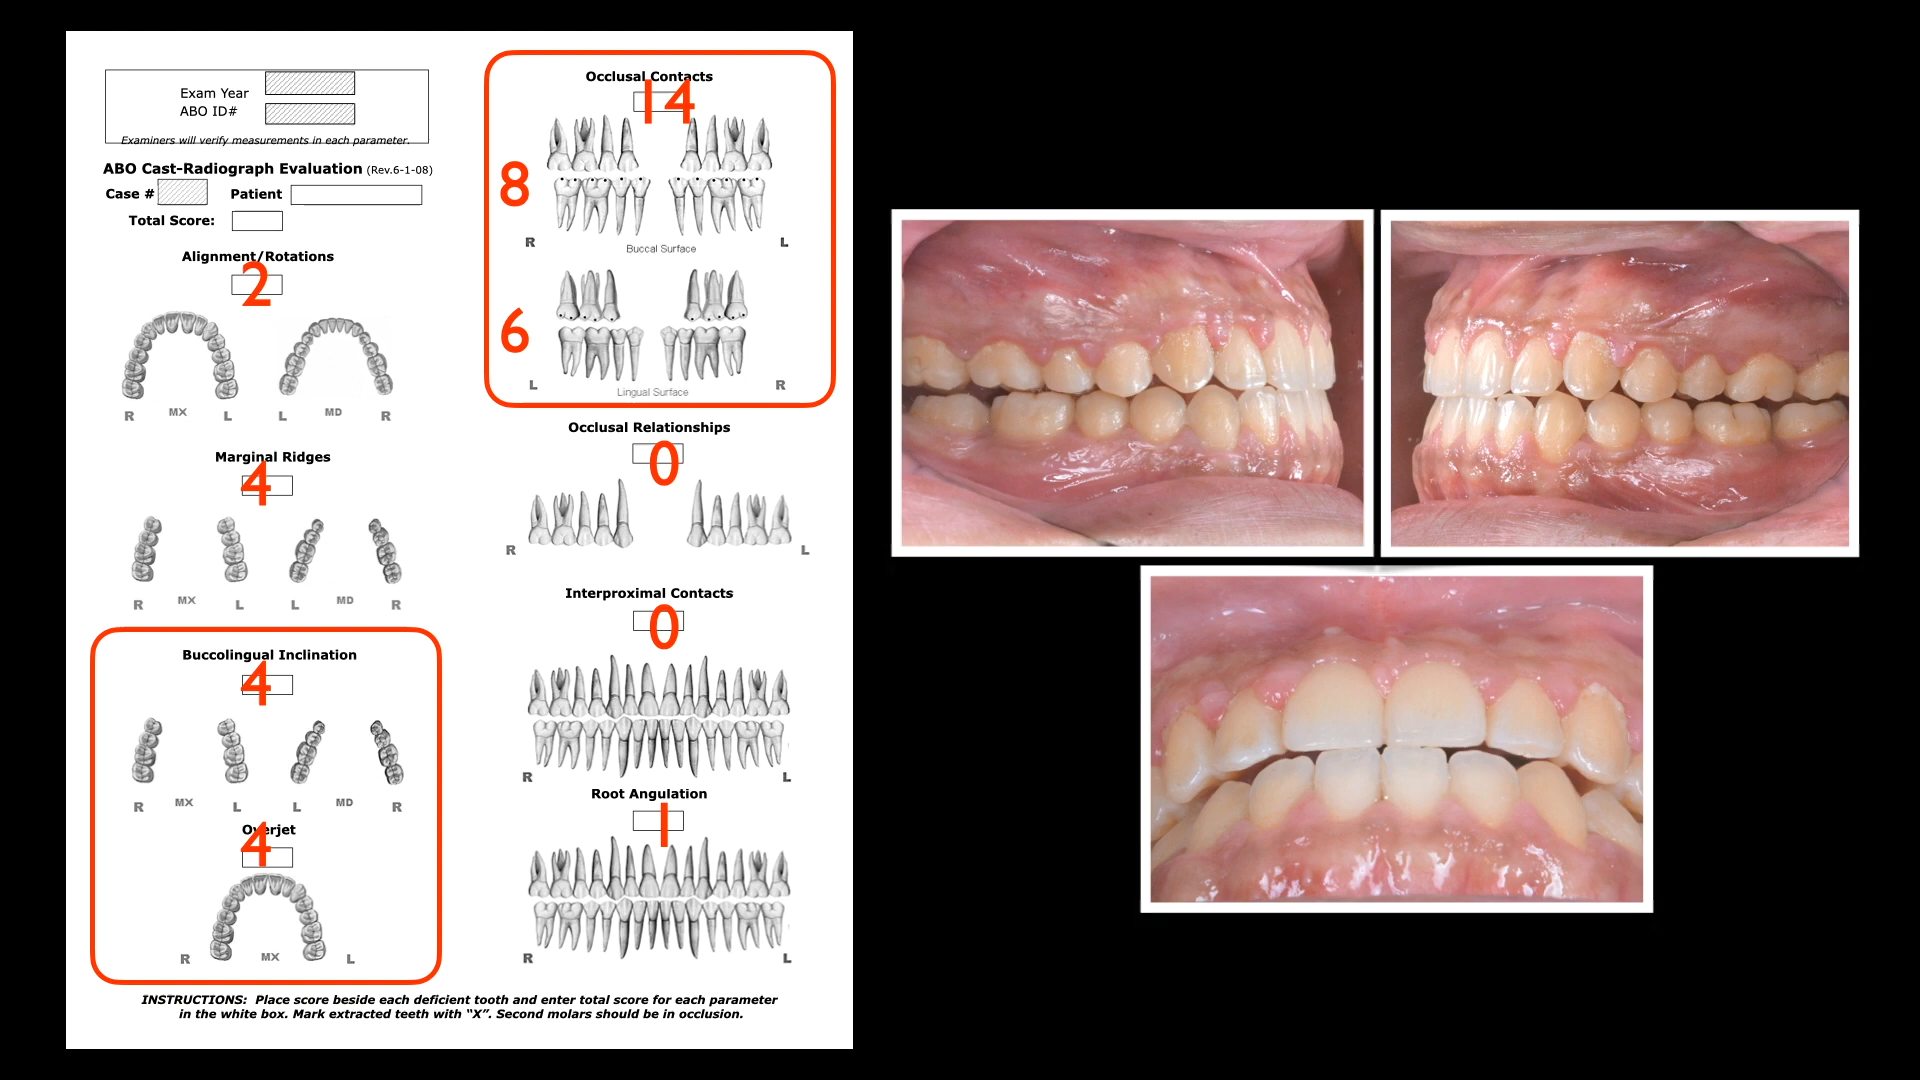 Exam Year
ABO ID#
Examiners will verify measurements in each parameter.
ABO Cast-Radiograph Evaluation (Rev.6-1-08)
Case # Patient
Total Score:
Alignment/Rotations
2
R MX L L MD R
Marginal Ridges
4
R MX L L MD R
Buccolingual Inclination
4
R MX L L MD R
Overjet
4
R MX L
Occlusal Contacts
14
8
R Buccal Surface L
6
L Lingual Surface R
Occlusal Relationships
0
R L
Interproximal Contacts
0
R L
Root Angulation
1
R L
INSTRUCTIONS: Place score beside each deficient tooth and enter total score for each parameter
in the white box. Mark extracted teeth with “X”. Second molars should be in occlusion.